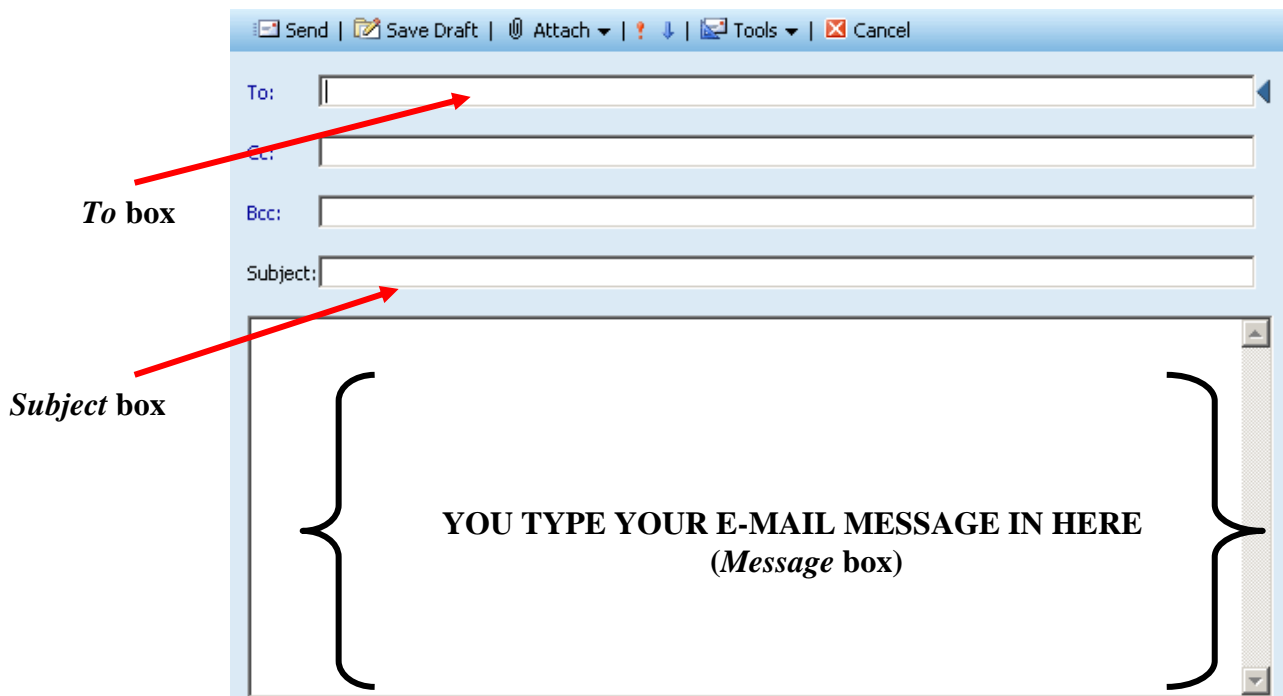 Send | Save Draft | Attach | | Tools | Cancel
To:
Cc:
To box
Bcc:
Subject:
Subject box
YOU TYPE YOUR E-MAIL MESSAGE IN HERE
(Message box)